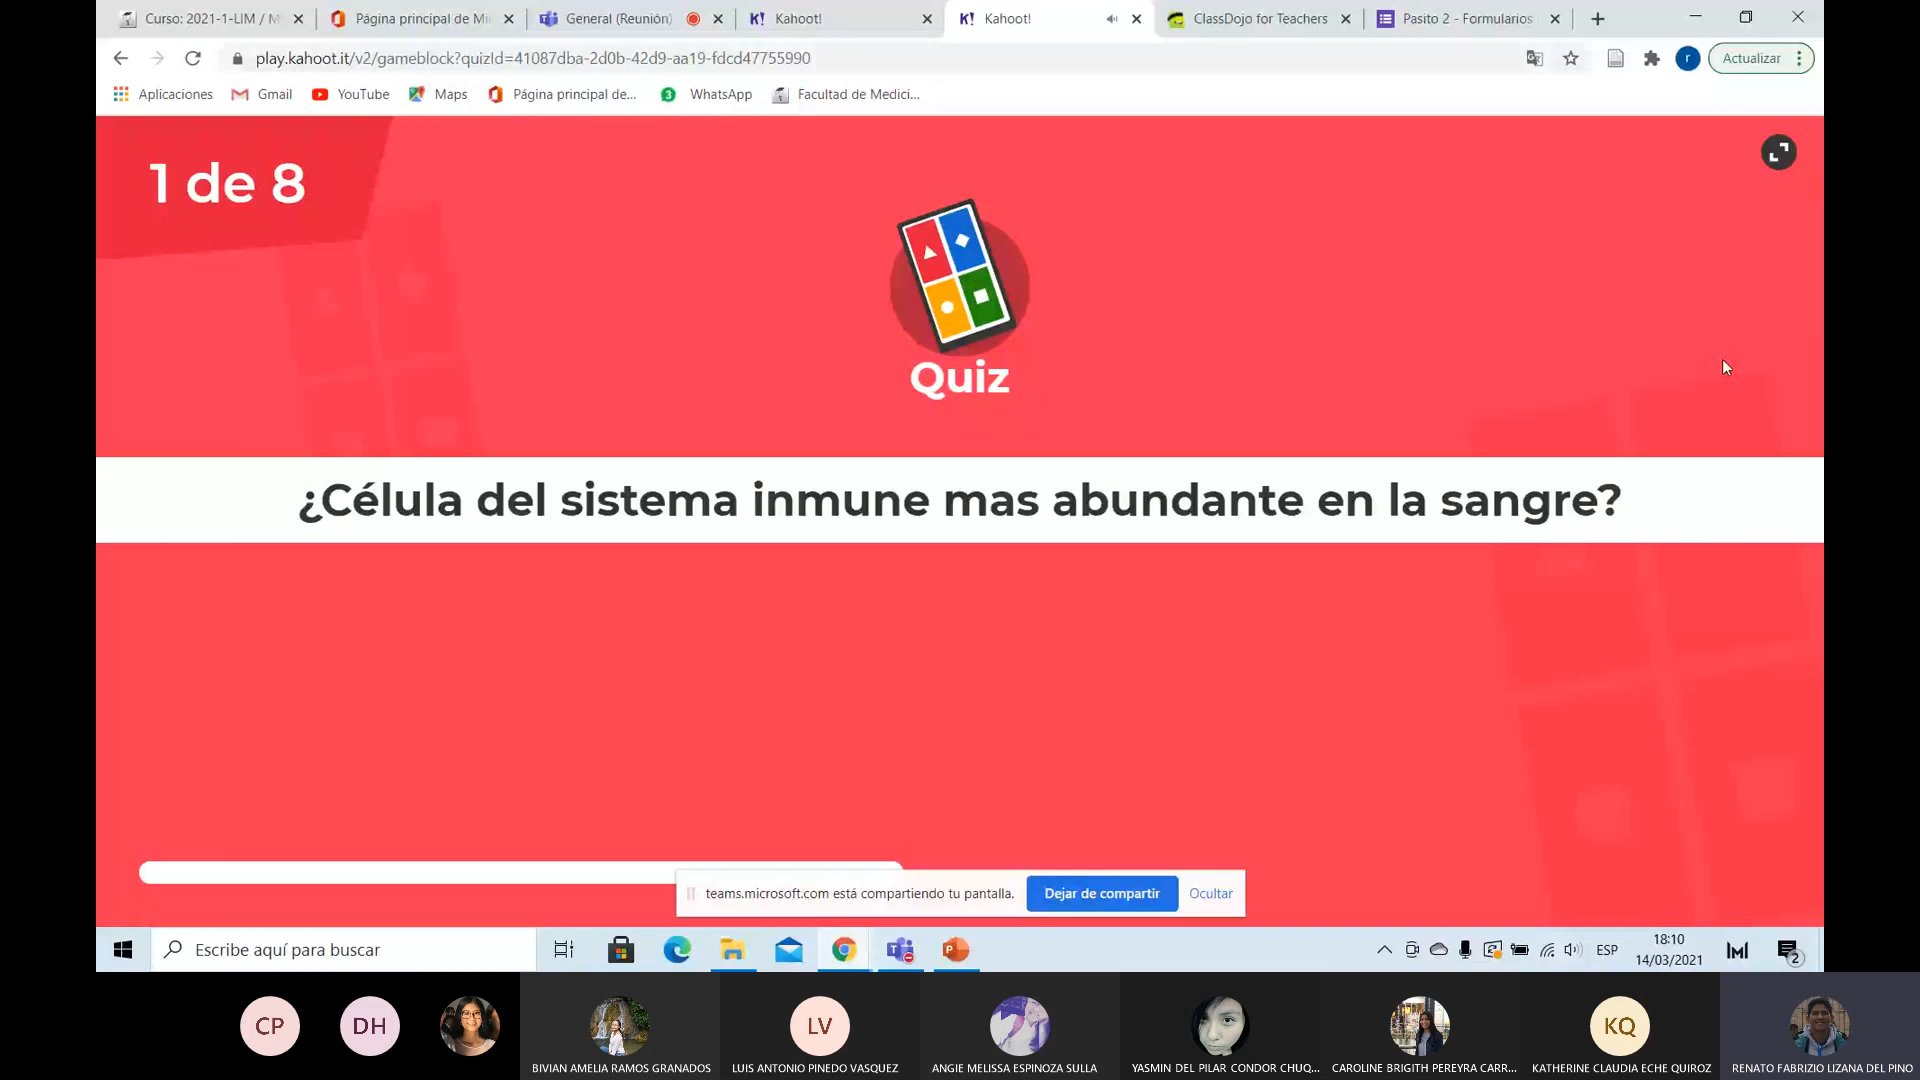 Curso: 2021-1-LIM / M
Página principal de Mi
General (Reunión)
Kahoot!
Kahoot!
ClassDojo for Teachers
Pasito 2 - Formularios
play.kahoot.it/v2/gameblock?quizId=41087dba-2d0b-42d9-aa19-fdcd47755990
r
Actualizar
Aplicaciones
Gmail
YouTube
Maps
Página principal de...
3
WhatsApp
Facultad de Medici...
1 de 8
Quiz
¿Célula del sistema inmune mas abundante en la sangre?
teams.microsoft.com está compartiendo tu pantalla.
Dejar de compartir
Ocultar
Escribe aquí para buscar
ESP
18:10
14/03/2021
2
CP
DH
LV
KQ
BIVIAN AMELIA RAMOS GRANADOS
LUIS ANTONIO PINEDO VASQUEZ
ANGIE MELISSA ESPINOZA SULLA
YASMIN DEL PILAR CONDOR CHUQ...
CAROLINE BRIGITH PEREYRA CARR...
KATHERINE CLAUDIA ECHE QUIROZ
RENATO FABRIZIO LIZANA DEL PINO